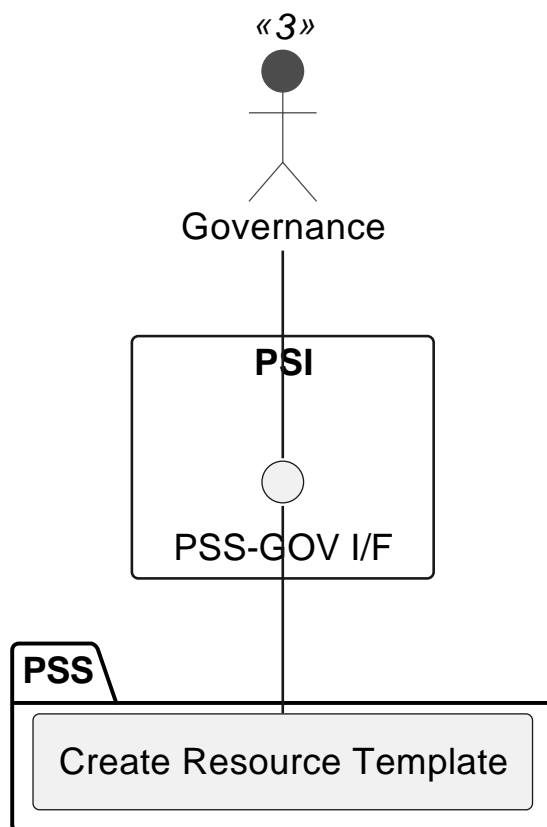 «3»
Governance
PSI
PSS-GOV I/F
PSS
Create Resource Template